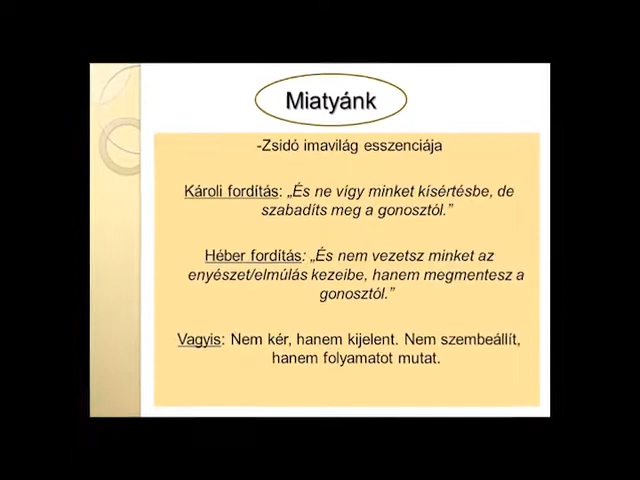 Miatyánk
-Zsidó imavilág esszenciája
Károli fordítás: „És ne vigy minket kísértésbe, de
szabadíts meg a gonosztól.”
Héber fordítás: „És nem vezetsz minket az
enyészet/elmúlás kezeibe, hanem megmentesz a
gonosztól.”
Vagyis: Nem kér, hanem kijelent. Nem szembeállít,
hanem folyamatot mutat.